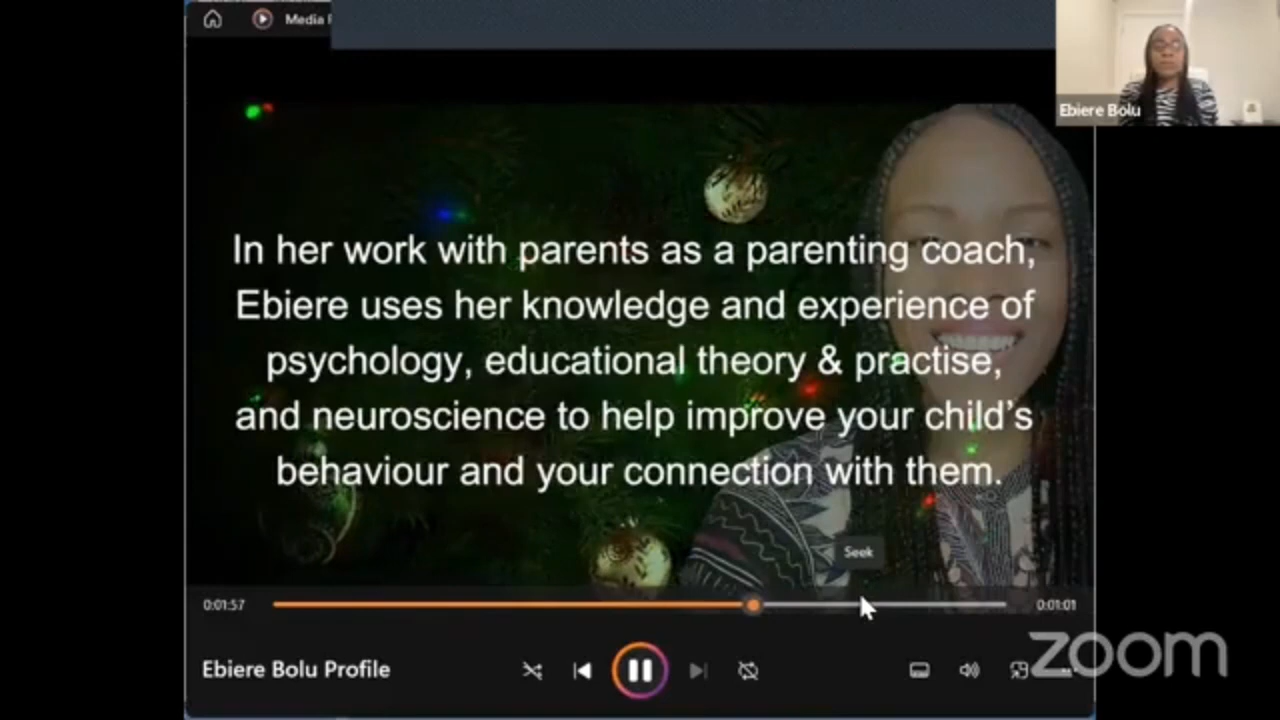 Media
Ebiere Bolu
In her work with parents as a parenting coach,
Ebiere uses her knowledge and experience of
psychology, educational theory & practise,
and neuroscience to help improve your child's
behaviour and your connection with them.
Seek
0:01:57
0:01:01
Ebiere Bolu Profile
zoom